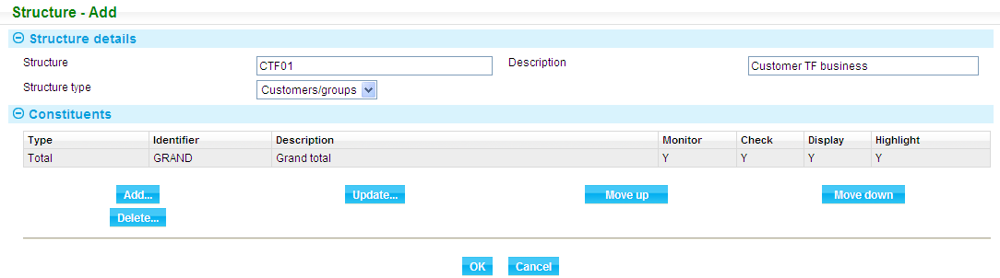 Structure - Add
Structure details
Structure CTF01 Description Customer TF business
Structure type Customers/groups
Constituents
Type Identifier Description Monitor Check Display Highlight
Total GRAND Grand total Y Y Y Y
Add... Update... Move up Move down
Delete...
OK Cancel